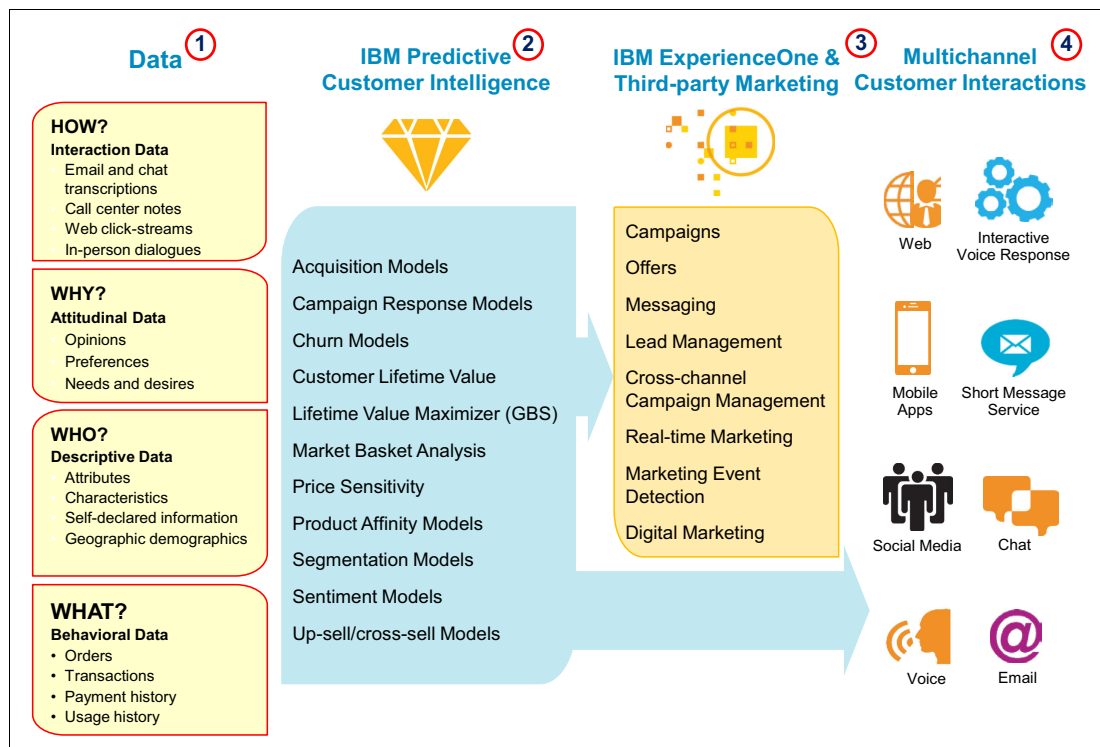 Data
1
HOW?
Interaction Data
Email and chat
transcriptions
Call center notes
Web click-streams
In-person dialogues
WHY?
Attitudinal Data
Opinions
Preferences
Needs and desires
WHO?
Descriptive Data
Attributes
Characteristics
Self-declared information
Geographic demographics
WHAT?
Behavioral Data
• Orders
• Transactions
• Payment history
• Usage history
IBM Predictive
Customer Intelligence
2
Acquisition Models
Campaign Response Models
Churn Models
Customer Lifetime Value
Lifetime Value Maximizer (GBS)
Market Basket Analysis
Price Sensitivity
Product Affinity Models
Segmentation Models
Sentiment Models
Up-sell/cross-sell Models
IBM ExperienceOne &
Third-party Marketing
3
Campaigns
Offers
Messaging
Lead Management
Cross-channel
Campaign Management
Real-time Marketing
Marketing Event
Detection
Digital Marketing
Multichannel
Customer Interactions
4
Web
Interactive
Voice Response
Mobile
Apps
Short Message
Service
Social Media
Chat
Voice
@
Email